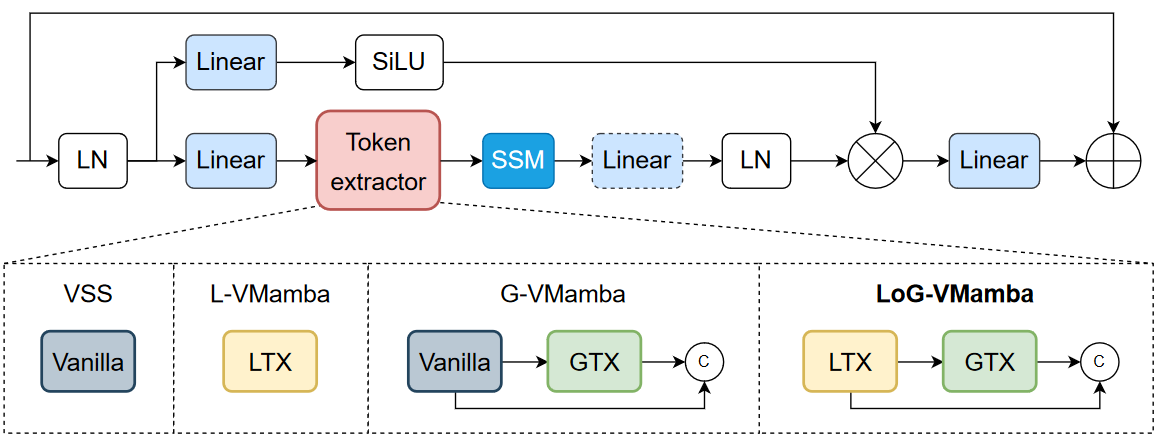 Linear
SiLU
LN
Linear
Token
extractor
SSM
Linear
LN
Linear
VSS
L-VMamba
G-VMamba
LoG-VMamba
Vanilla
LTX
Vanilla
GTX
C
LTX
GTX
C